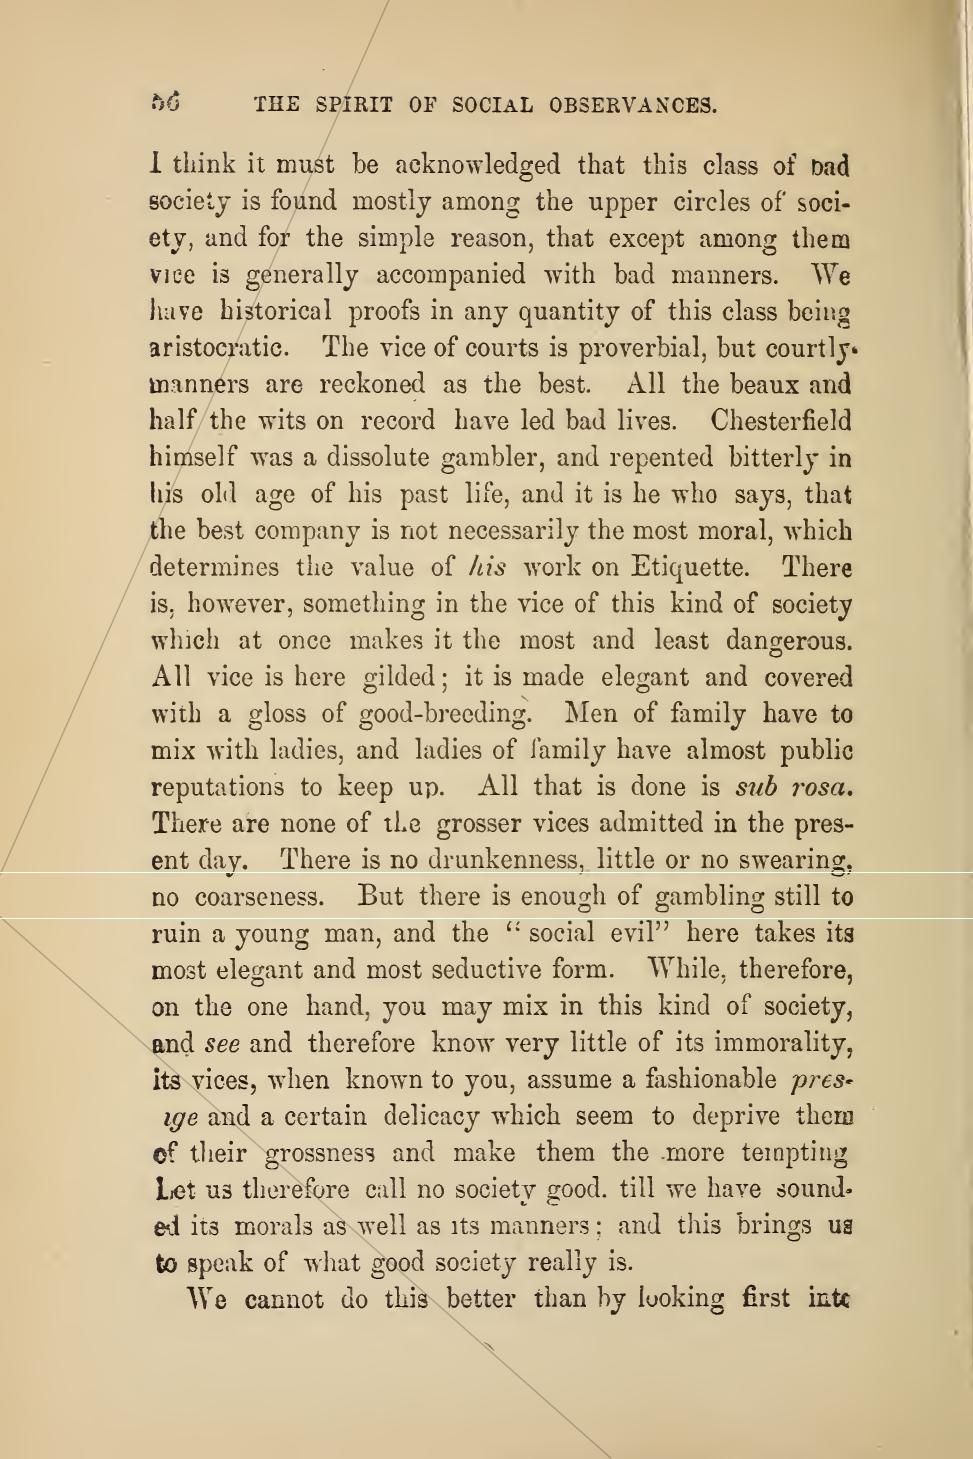 56 THE SPIRIT OF SOCIAL OBSERVANCES.
I think it must be acknowledged that this class of bad
society is found mostly among the upper circles of soci-
ety, and for the simple reason, that except among them
vice is generally accompanied with bad manners. We
have historical proofs in any quantity of this class being
aristocratic. The vice of courts is proverbial, but courtly
manners are reckoned as the best. All the beaux and
half the wits on record have led bad lives. Chesterfield
himself was a dissolute gambler, and repented bitterly in
his old age of his past life, and it is he who says, that
the best company is not necessarily the most moral, which
determines the value of his work on Etiquette. There
is, however, something in the vice of this kind of society
which at once makes it the most and least dangerous.
All vice is here gilded; it is made elegant and covered
with a gloss of good-breeding. Men of family have to
mix with ladies, and ladies of family have almost public
reputations to keep up. All that is done is sub rosa.
There are none of the grosser vices admitted in the pres-
ent day. There is no drunkenness, little or no swearing,
no coarseness. But there is enough of gambling still to
ruin a young man, and the "social evil" here takes its
most elegant and most seductive form. While, therefore,
on the one hand, you may mix in this kind of society,
and see and therefore know very little of its immorality,
its vices, when known to you, assume a fashionable pres-
ige and a certain delicacy which seem to deprive them
of their grossness and make them the more tempting
Let us therefore call no society good. till we have sound-
ed its morals as well as its manners; and this brings us
to speak of what good society really is.
We cannot do this better than by looking first into